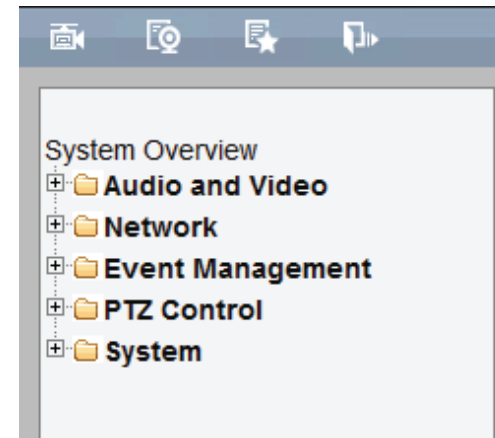 System Overview
Audio and Video
Network
Event Management
PTZ Control
System